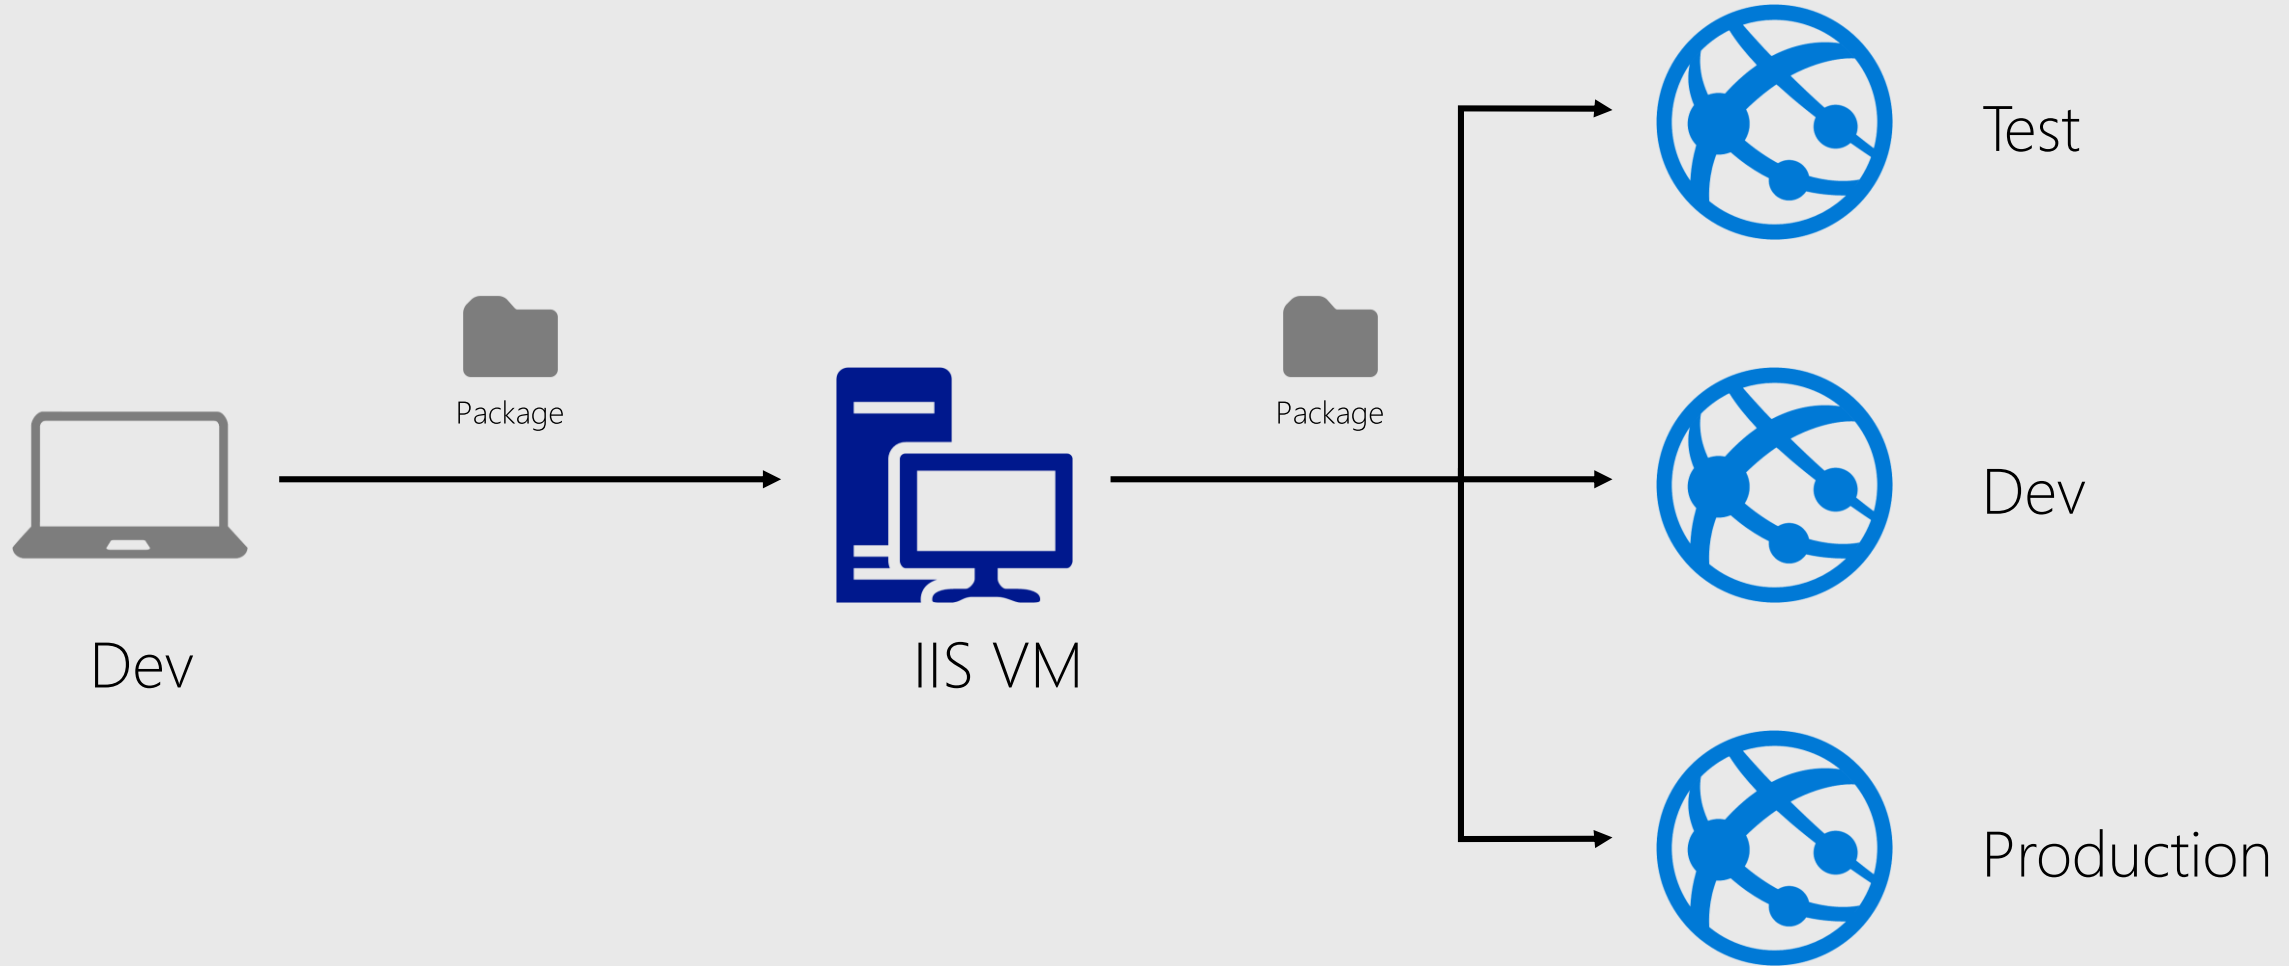 Test
Package
Package
Dev
Dev
IIS VM
Production